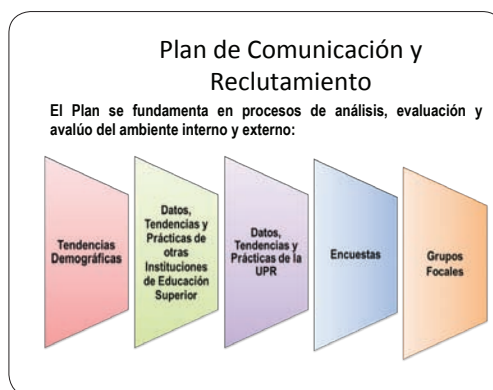 Plan de Comunicación y
Reclutamiento
El Plan se fundamenta en procesos de análisis, evaluación y
avalúo del ambiente interno y externo:
Tendencias
Demográficas
Datos,
Tendencias y
Prácticas de
otras
Instituciones
de Educación
Superior
Datos,
Tendencias y
Prácticas de la
UPR
Encuestas
Grupos
Focales